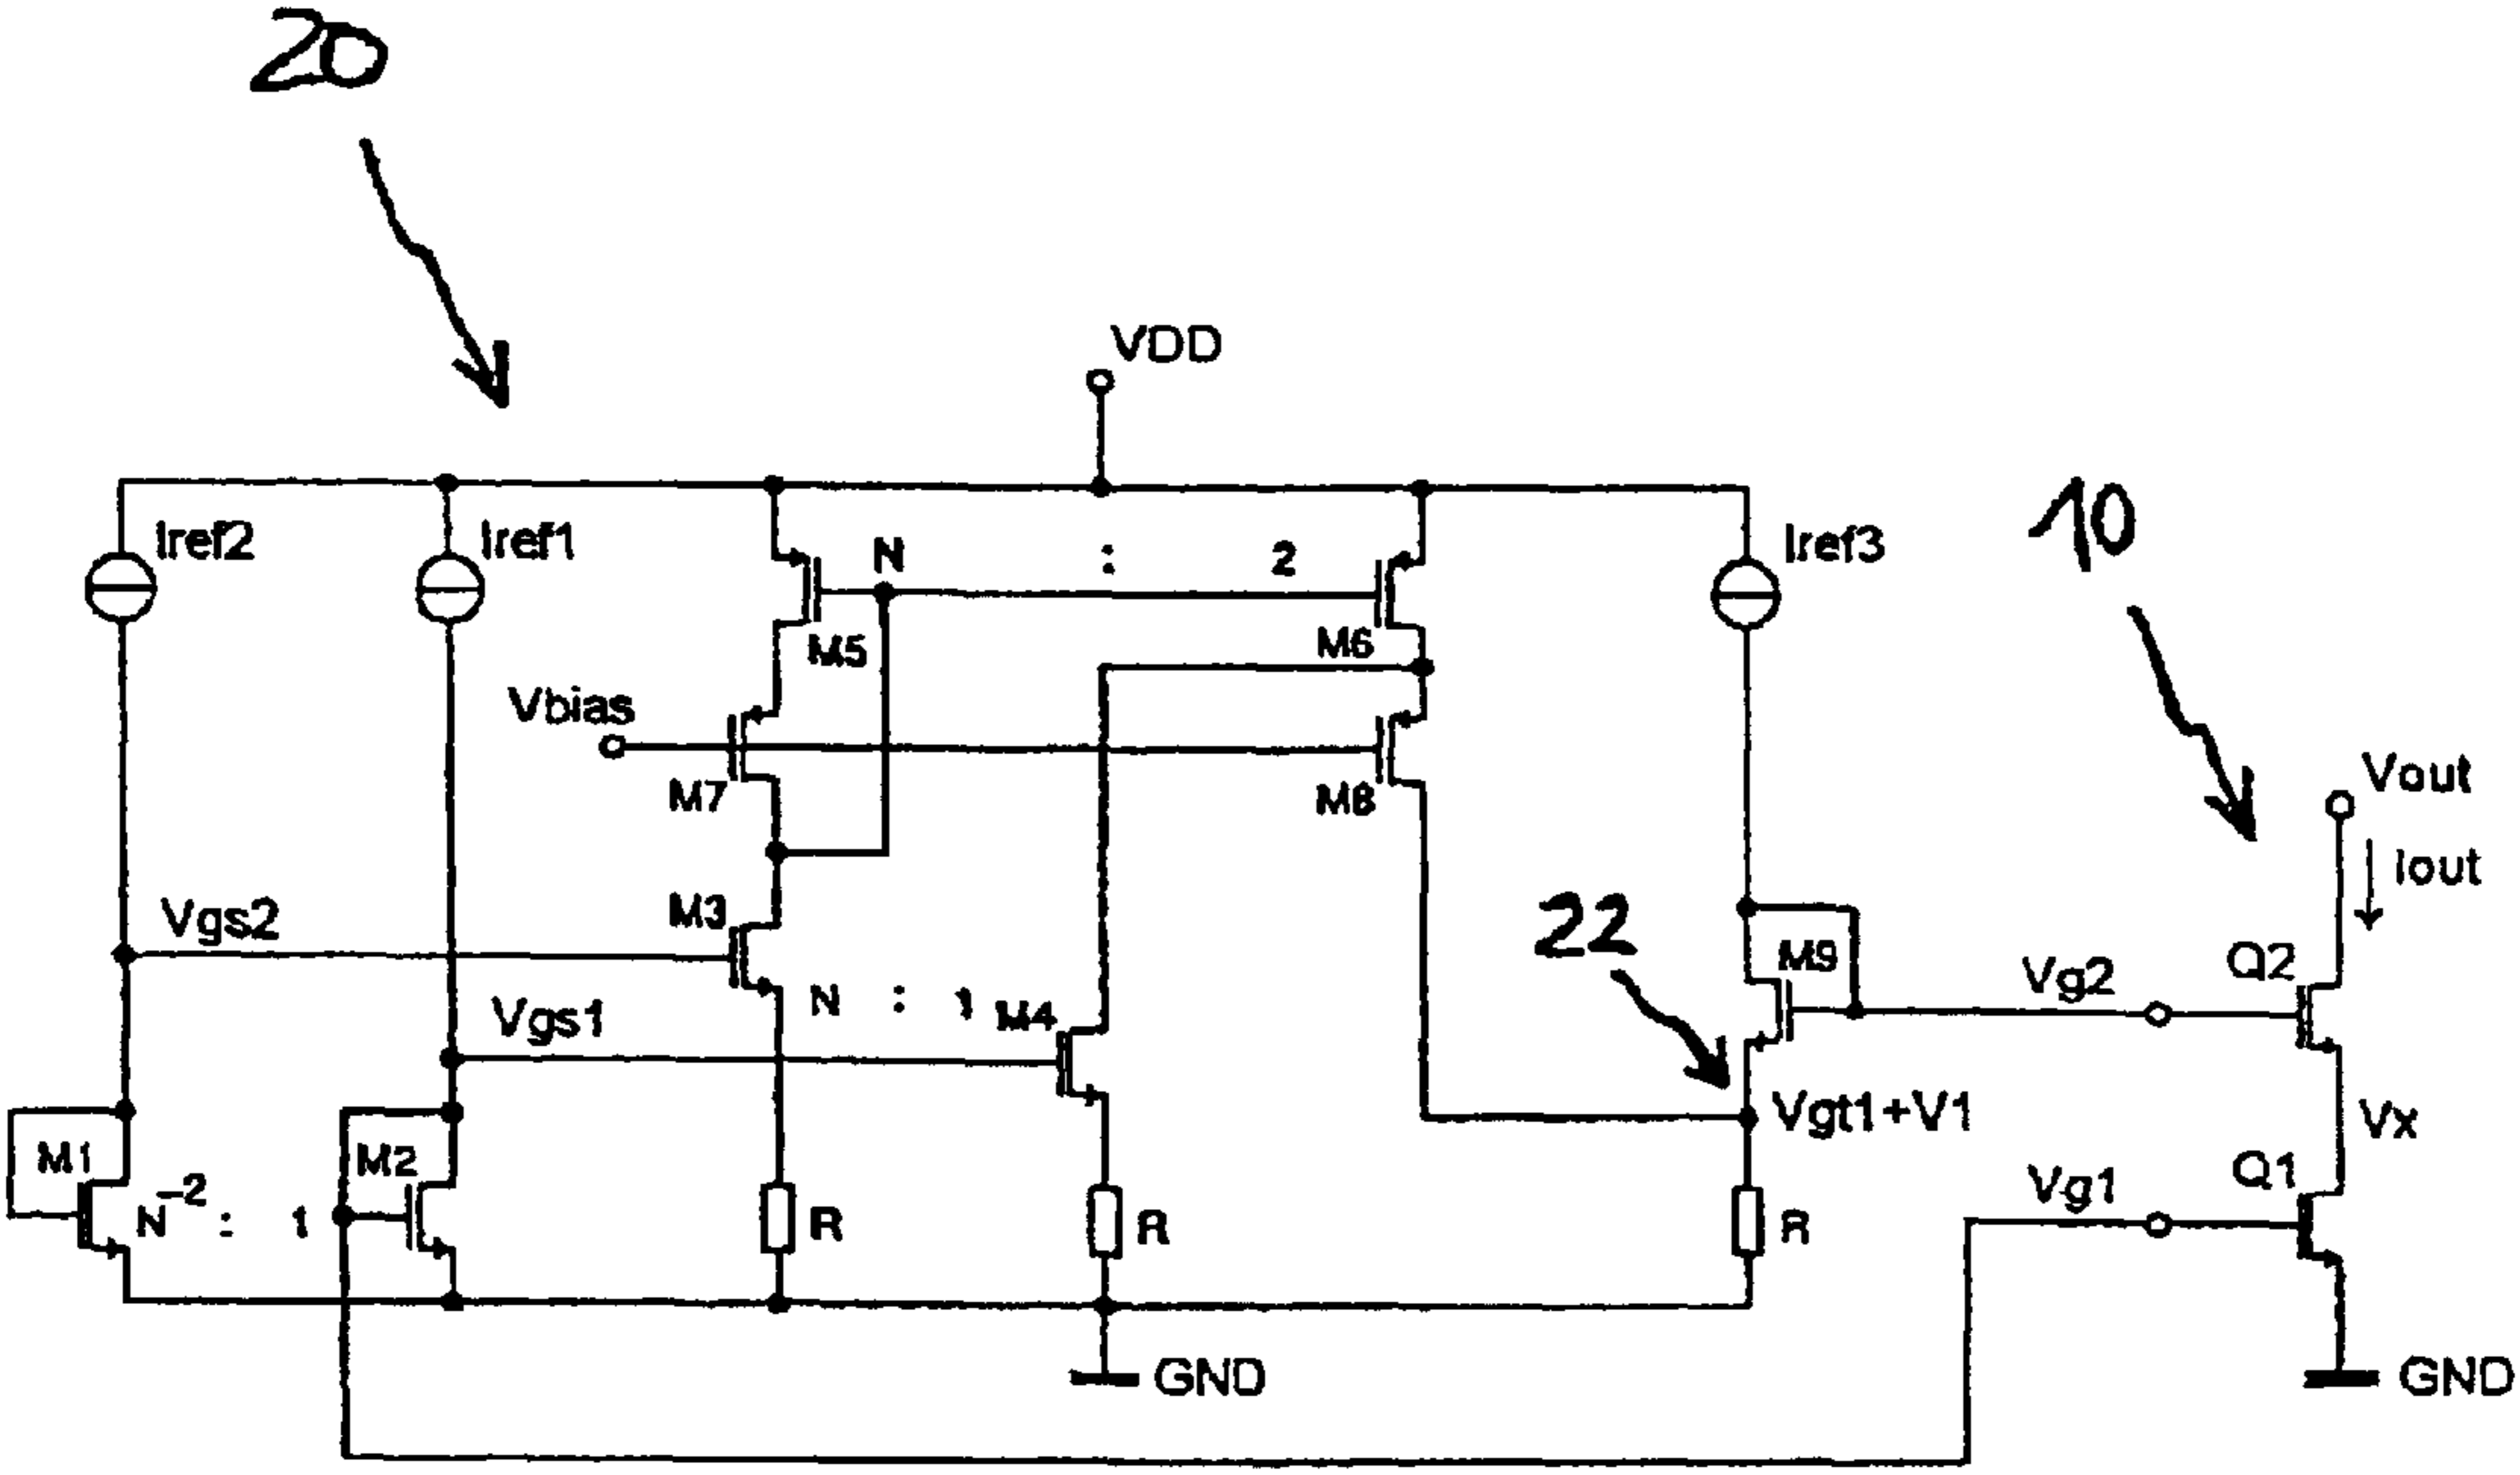 20
VDD
10
Iref2
Iref1
N : 2
Iref3
M5
M6
Vbias
M7
M8
Vout
Iout
Vgs2
M3
22
M9
Vg2
Q2
Vgs1
N : 1
M4
Vgt1+V1
Vx
M1
M2
N-2 : 1
R
R
R
Vg1
Q1
GND
GND